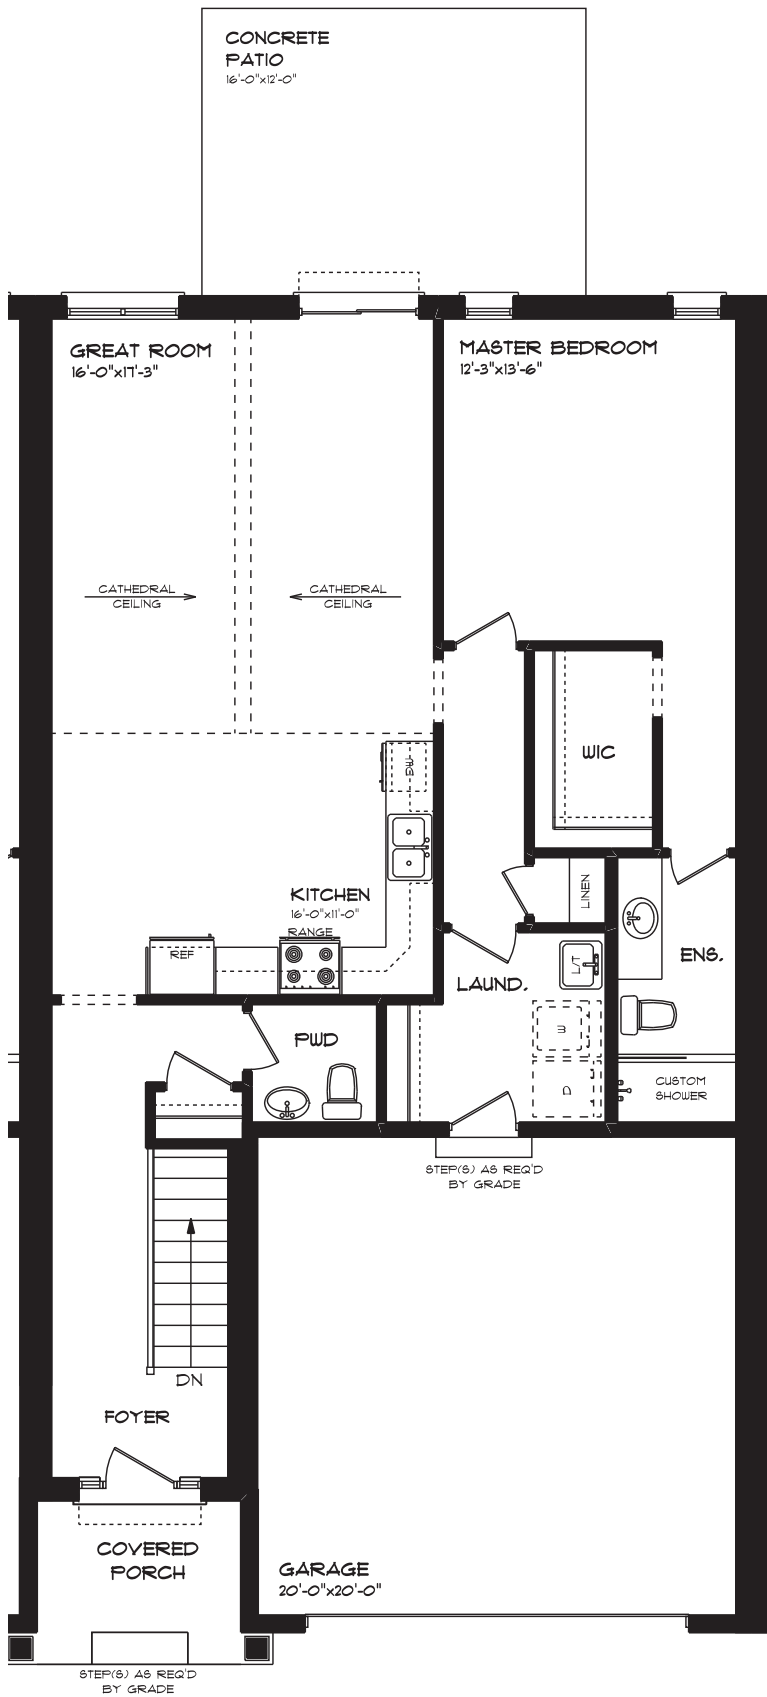 CONCRETE
PATIO
16'-0"x12'-0"
GREAT ROOM
16'-0"x17'-3"
MASTER BEDROOM
12'-3"x13'-6"
CATHEDRAL
CEILING
CATHEDRAL
CEILING
WIC
DW
KITCHEN
16'-0"x11'-0"
RANGE
REF
LINEN
ENS.
LAUND.
L/T
W
D
PWD
CUSTOM
SHOWER
STEP(S) AS REQ'D
BY GRADE
DN
FOYER
COVERED
PORCH
GARAGE
20'-0"x20'-0"
STEP(S) AS REQ'D
BY GRADE